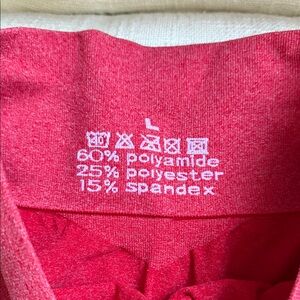 L
60% polyamide
25% polyester
15% spandex